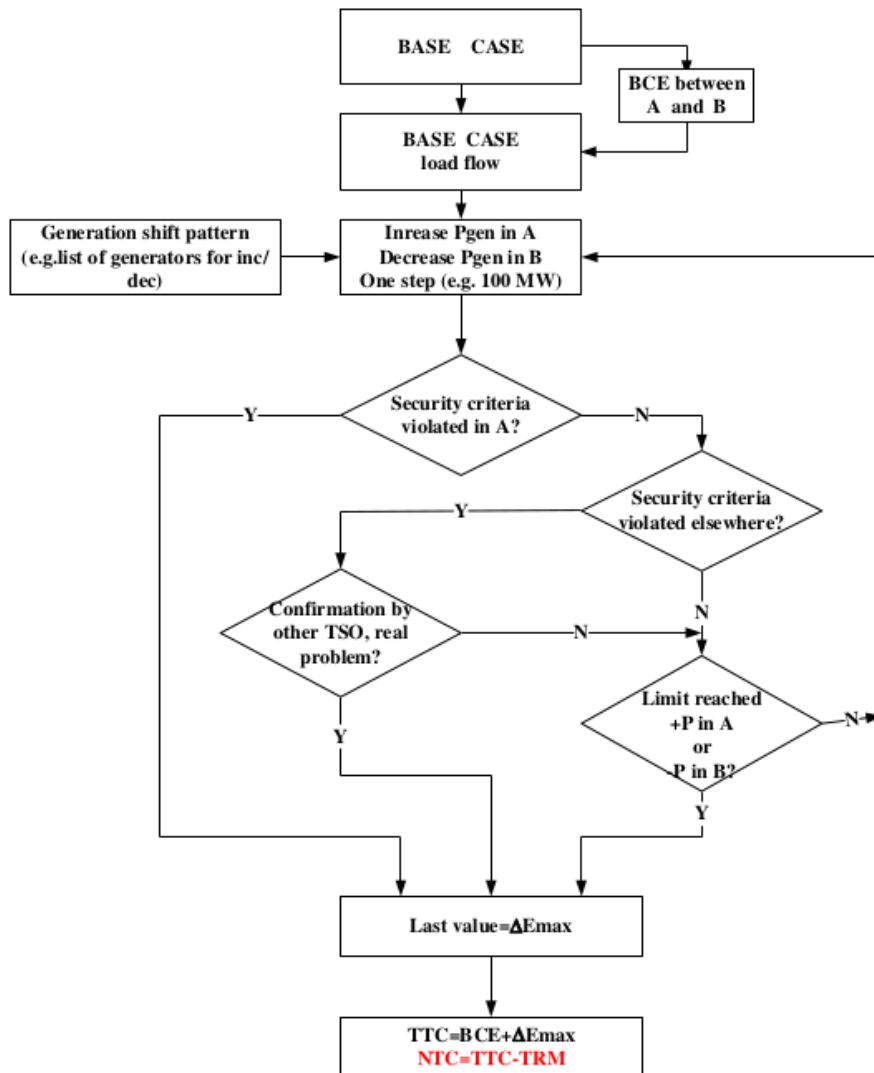 BASE CASE
BCE between
A and B
BASE CASE
load flow
Generation shift pattern
(e.g.list of generators for inc/
dec)
Inrease Pgen in A
Decrease Pgen in B
One step (e.g. 100 MW)
Y
Security criteria
violated in A?
N
Y
Security criteria
violated elsewhere?
N
Confirmation by
other TSO, real
problem?
N
Limit reached
+P in A
or
-P in B?
N
Y
Y
Last value=ΔEmax
TTC=BCE+ΔEmax
NTC=TTC-TRM